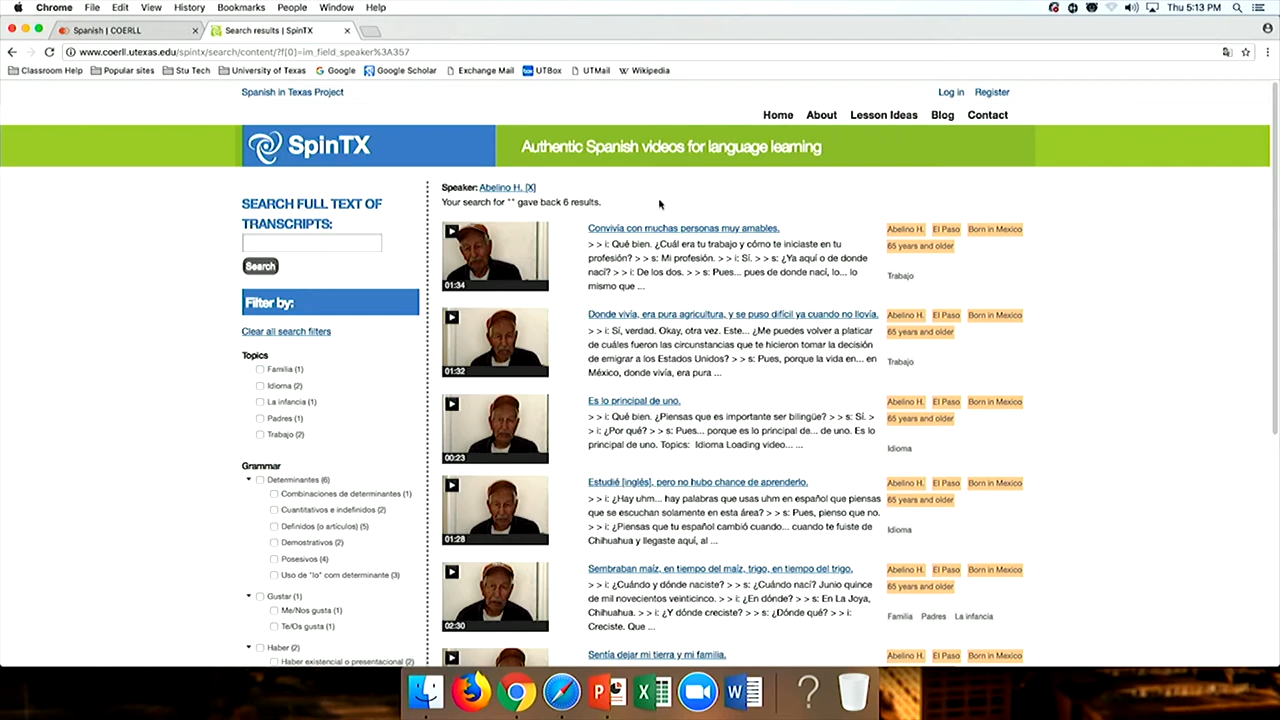 Chrome File Edit View History Bookmarks People Window Help Thu 5:13 PM
Spanish | COERLL Search results | SpinTX
www.coerll.utexas.edu/spintx/search/content/?f[0]=im_field_speaker%3A357
Classroom Help Popular sites Stu Tech University of Texas Google Google Scholar Exchange Mail UTBox UTMail Wikipedia
Spanish in Texas Project Log in Register
Home About Lesson Ideas Blog Contact
SpinTX Authentic Spanish videos for language learning
SEARCH FULL TEXT OF
TRANSCRIPTS:
Search
Filter by:
Clear all search filters
Topics
Familia (1)
Idioma (2)
La infancia (1)
Padres (1)
Trabajo (2)
Grammar
Determinantes (6)
Combinaciones de determinantes (1)
Cuantitativos e indefinidos (2)
Definidos (o artículos) (5)
Demostrativos (2)
Posesivos (4)
Uso de "lo" com determinante (3)
Gustar (1)
Me/Nos gusta (1)
Te/Os gusta (1)
Haber (2)
Haber existencial o presentacional (2)
Speaker: Abelino H. [X]
Your search for "" gave back 6 results.
01:34
Convivía con muchas personas muy amables.
> > i: Qué bien. ¿Cuál era tu trabajo y cómo te iniciaste en tu
profesión? > > s: Mi profesión. > > i: Sí. > > s: ¿Ya aquí o de donde
nací? > > i: De los dos. > > s: Pues... pues de donde nací, lo... lo
mismo que ...
Abelino H. El Paso Born in Mexico
65 years and older
Trabajo
01:32
Donde vivía, era pura agricultura, y se puso difícil ya cuando no llovía.
> > i: Sí, verdad. Okay, otra vez. Este... ¿Me puedes volver a platicar
de cuáles fueron las circunstancias que te hicieron tomar la decisión
de emigrar a los Estados Unidos? > > s: Pues, porque la vida en... en
México, donde vivía, era pura ...
Abelino H. El Paso Born in Mexico
65 years and older
Trabajo
00:23
Es lo principal de uno.
> > i: Qué bien. ¿Piensas que es importante ser bilingüe? > > s: Sí. >
> i: ¿Por qué? > > s: Pues... porque es lo principal de... de uno. Es lo
principal de uno. Topics: Idioma Loading video... ...
Abelino H. El Paso Born in Mexico
65 years and older
Idioma
01:28
Estudié [inglés], pero no hubo chance de aprenderlo.
> > i: ¿Hay uhm... hay palabras que usas uhm en español que piensas
que se escuchan solamente en esta área? > > s: Pues, pienso que no.
> > i: ¿Piensas que tu español cambió cuando... cuando te fuiste de
Chihuahua y llegaste aquí, al ...
Abelino H. El Paso Born in Mexico
65 years and older
Idioma
02:30
Sembraban maíz, en tiempo del maíz, trigo, en tiempo del trigo.
> > i: ¿Cuándo y dónde naciste? > > s: ¿Cuándo nací? Junio quince
de mil novecientos veinticinco. > > i: ¿En dónde? > > s: En La Joya,
Chihuahua. > > i: ¿Y dónde creciste? > > s: ¿Dónde qué? > > i:
Creciste. Que ...
Abelino H. El Paso Born in Mexico
65 years and older
Familia Padres La infancia
Sentía dejar mi tierra y mi familia.
Abelino H. El Paso Born in Mexico